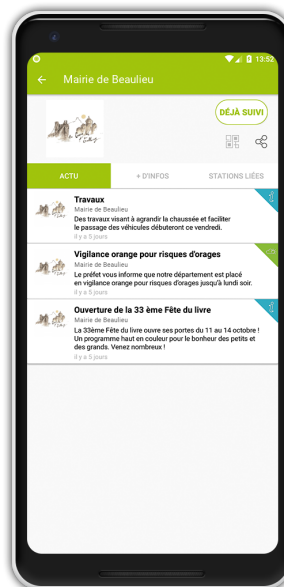 13:52
Mairie de Beaulieu
DÉJÀ SUIVI
ACTU
+ D'INFOS
STATIONS LIÉES
Travaux
Mairie de Beaulieu
Des travaux visant à agrandir la chaussée et faciliter
le passage des véhicules débuteront ce vendredi.
il y a 5 jours
Vigilance orange pour risques d'orages
Mairie de Beaulieu
Le préfet vous informe que notre département est placé
en vigilance orange pour risques d'orages jusqu'à lundi soir.
il y a 5 jours
Ouverture de la 33 ème Fête du livre
Mairie de Beaulieu
La 33ème Fête du livre ouvre ses portes du 11 au 14 octobre !
Un programme haut en couleur pour le bonheur des petits et
des grands. Venez nombreux !
il y a 5 jours